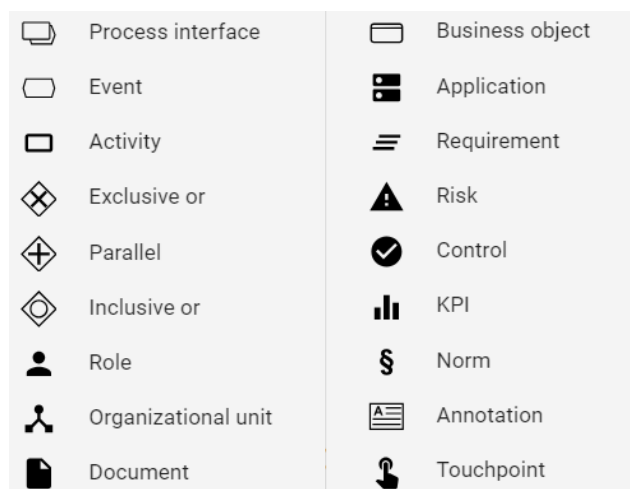 Process interface
Event
Activity
Exclusive or
Parallel
Inclusive or
Role
Organizational unit
Document
Business object
Application
Requirement
Risk
Control
KPI
§ Norm
A Annotation
Touchpoint